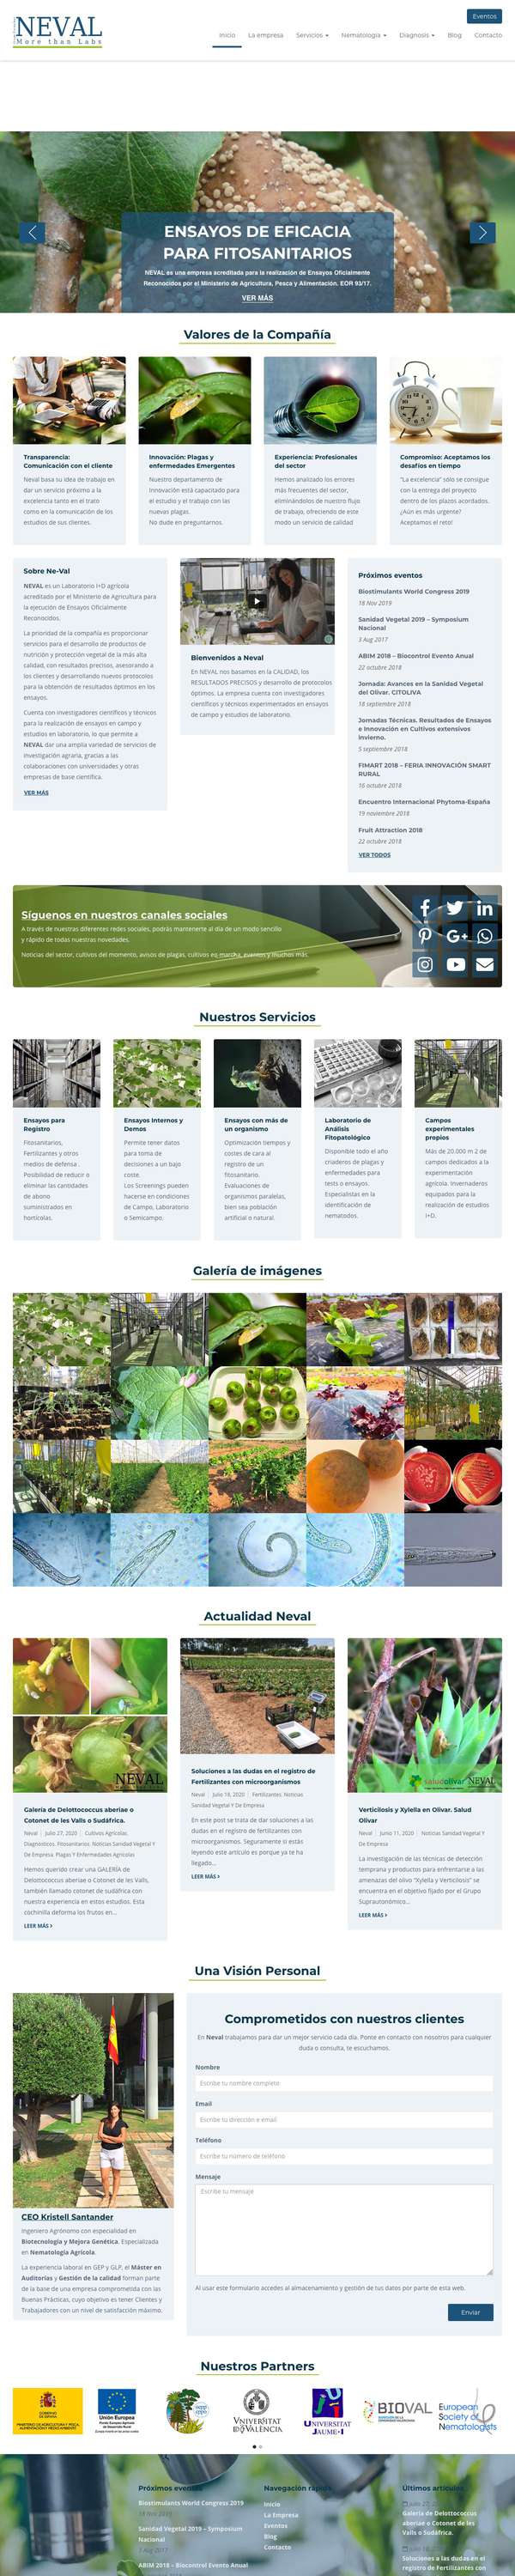 NEVAL
More than Labs
Eventos
Inicio La empresa Servicios Nematología Diagnosis Blog Contacto
ENSAYOS DE EFICACIA
PARA FITOSANITARIOS
NEVAL es una empresa acreditada para la realización de Ensayos Oficialmente
Reconocidos por el Ministerio de Agricultura, Pesca y Alimentación. EOR 93/17.
VER MÁS
Valores de la Compañía
Transparencia:
Comunicación con el cliente
Neval basa su idea de trabajo en
dar un servicio próximo a la
excelencia tanto en el trato
como en la comunicación de los
estudios de sus clientes.
Innovación: Plagas y
enfermedades Emergentes
Nuestro departamento de
innovación está capacitado para
el estudio y el trabajo con las
nuevas plagas.
No dude en preguntarnos.
Experiencia: Profesionales
del sector
Hemos analizado los errores
más frecuentes del sector,
eliminándolos de nuestro flujo
de trabajo, ofreciendo de este
modo un servicio de calidad
Compromiso: Aceptamos los
desafíos en tiempo
"La excelencia" sólo se consigue
con la entrega del proyecto
dentro de los plazos acordados.
¿Aún es más urgente?
Aceptamos el reto!
Sobre Ne-Val
NEVAL es un Laboratorio I+D agrícola
acreditado por el Ministerio de Agricultura para
la ejecución de Ensayos Oficialmente
Reconocidos.
La prioridad de la compañía es proporcionar
servicios para el desarrollo de productos de
nutrición y protección vegetal de la más alta
calidad, con resultados precisos, asesorando a
los clientes y desarrollando nuevos protocolos
para la obtención de resultados óptimos en los
ensayos.
Cuenta con investigadores científicos y técnicos
para la realización de ensayos en campo y
estudios en laboratorio, lo que permite a
NEVAL dar una amplia variedad de servicios de
investigación agraria, gracias a las
colaboraciones con universidades y otras
empresas de base científica.
VER MÁS
Bienvenidos a Neval
En NEVAL nos basamos en la CALIDAD, los
RESULTADOS PRECISOS y desarrollo de protocolos
óptimos. La empresa cuenta con investigadores
científicos y técnicos experimentados en ensayos
de campo y estudios de laboratorio.
Próximos eventos
Biostimulants World Congress 2019
18 Nov 2019
Sanidad Vegetal 2019 – Symposium
Nacional
3 Aug 2017
ABIM 2018 – Biocontrol Evento Anual
22 octubre 2018
Jornada: Avances en la Sanidad Vegetal
del Olivar. CITOLIVA
18 septiembre 2018
Jornadas Técnicas. Resultados de Ensayos
e Innovación en Cultivos extensivos
invierno.
5 septiembre 2018
FIMART 2018 – FERIA INNOVACIÓN SMART
RURAL
16 octubre 2018
Encuentro Internacional Phytoma-España
19 noviembre 2018
Fruit Attraction 2018
22 octubre 2018
VER TODOS
Síguenos en nuestros canales sociales
A través de nuestras diferentes redes sociales, podrás mantenerte al día de un modo sencillo
y rápido de todas nuestras novedades.
Noticias del sector, cultivos del momento, avisos de plagas, cultivos en marcha, eventos y muchos más.
Nuestros Servicios
Ensayos para
Registro
Fitosanitarios,
Fertilizantes y otros
medios de defensa .
Posibilidad de reducir o
eliminar las cantidades
de abono
suministrados en
hortícolas.
Ensayos Internos y
Demos
Permite tener datos
para toma de
decisiones a un bajo
coste.
Los Screenings pueden
hacerse en condiciones
de Campo, Laboratorio
o Semicampo.
Ensayos con más de
un organismo
Optimización tiempos y
costes de cara al
registro de un
fitosanitario.
Evaluaciones de
organismos paralelas,
bien sea población
artificial o natural.
Laboratorio de
Análisis
Fitopatológico
Disponible todo el año
criaderos de plagas y
enfermedades para
tests o ensayos.
Especialistas en la
identificación de
nematodos.
Campos
experimentales
propios
Más de 20.000 m 2 de
campos dedicados a la
experimentación
agrícola. Invernaderos
equipados para la
realización de estudios
I+D.
Galería de imágenes
Actualidad Neval
NEVAL
Galería de Delottococcus aberiae o
Cotonet de les Valls o Sudáfrica.
Neval | Julio 27, 2020 | Cultivos Agrícolas,
Diagnosticos, Fitosanitarios, Noticias Sanidad Vegetal Y
De Empresa, Plagas Y Enfermedades Agrícolas
Hemos querido crear una GALERÍA de
Delottococcus aberiae o Cotonet de les Valls,
también llamado cotonet de sudáfrica con
nuestra experiencia en estos estudios. Esta
cochinilla deforma los frutos en...
LEER MÁS >
Soluciones a las dudas en el registro de
Fertilizantes con microorganismos
Neval | Julio 18, 2020 | Fertilizantes, Noticias
Sanidad Vegetal Y De Empresa
En este post se trata de dar soluciones a las
dudas en el registro de fertilizantes con
microorganismos. Seguramente si estás
leyendo este artículo es porque ya te ha
llegado...
LEER MÁS >
saludolivar NEVAL
Verticilosis y Xylella en Olivar. Salud
Olivar
Neval | Junio 11, 2020 | Noticias Sanidad Vegetal Y
De Empresa
La investigación de las técnicas de detección
temprana y productos para enfrentarse a las
amenazas del olivo "Xylella y Verticilosis" se
encuentra en el objetivo fijado por el Grupo
Supraautonómico...
LEER MÁS >
Una Visión Personal
CEO Kristell Santander
Ingeniero Agrónomo con especialidad en
Biotecnología y Mejora Genética. Especializada
en Nematología Agrícola.
La experiencia laboral en GEP y GLP, el Máster en
Auditorías y Gestión de la calidad forman parte
de la base de una empresa comprometida con las
Buenas Prácticas, cuyo objetivo es tener Clientes y
Trabajadores con un nivel de satisfacción máximo.
Comprometidos con nuestros clientes
En Neval trabajamos para dar un mejor servicio cada día. Ponte en contacto con nosotros para cualquier
duda o consulta, te escuchamos.
Nombre
Escribe tu nombre completo
Email
Escribe tu dirección e email
Teléfono
Escribe tu número de teléfono
Mensaje
Escribe tu mensaje
Al usar este formulario accedes al almacenamiento y gestión de tus datos por parte de esta web.
Enviar
Nuestros Partners
GOBIERNO DE ESPAÑA
Unión Europea
VNIVERSITAT
DE VALÈNCIA
UNIVERSITAT
JAUME•I
BIOVAL
European
Society of
Nematologists
Próximos eventos
Biostimulants World Congress 2019
18 Nov 2019
Sanidad Vegetal 2019 – Symposium
Nacional
3 Aug 2017
ABIM 2018 – Biocontrol Evento Anual
Navegación rápida
Inicio
La Empresa
Eventos
Blog
Contacto
Últimos artículos
Galería de Delottococcus
aberiae o Cotonet de les
Valls o Sudáfrica.
Soluciones a las dudas en el
registro de Fertilizantes con